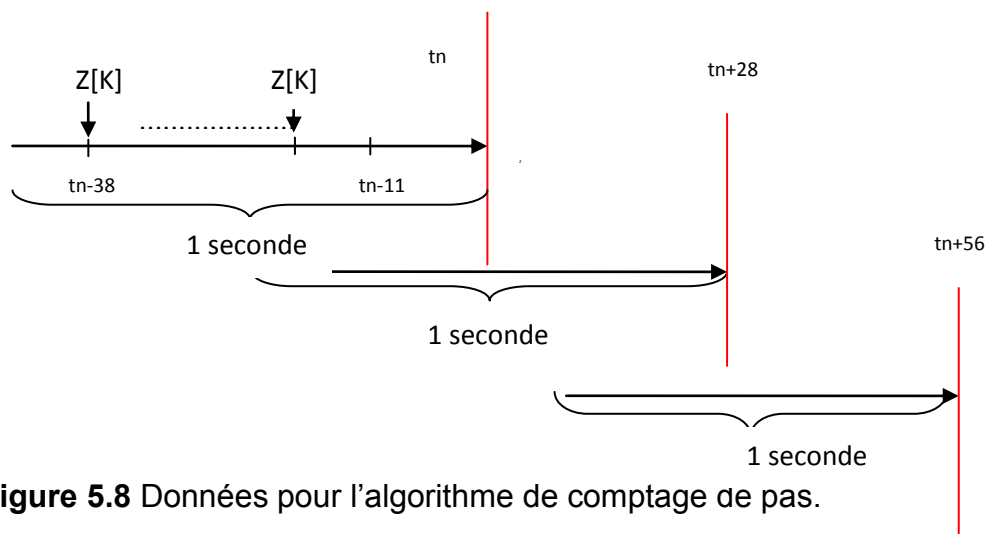 tn
tn+28
Z[K] Z[K]
tn-38 tn-11
1 seconde
tn+56
1 seconde
1 seconde
igure 5.8 Données pour l’algorithme de comptage de pas.